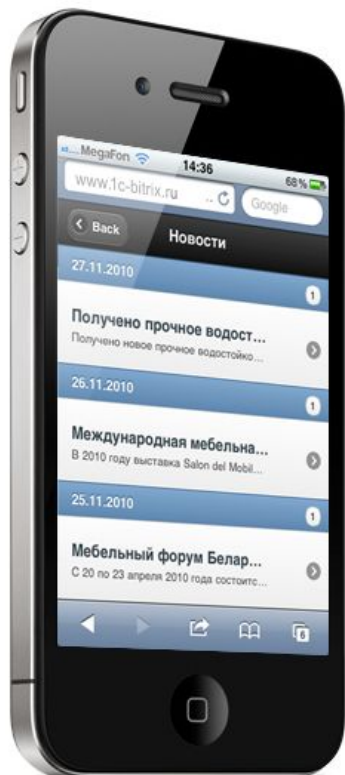 MegaFon 14:36 68%
www.1c-bitrix.ru .. Google
Back Новости
27.11.2010 1
Получено прочное водост...
Получено новое прочное водостойко...
26.11.2010 1
Международная мебельна...
В 2010 году выставка Salon del Mobil...
25.11.2010 1
Мебельный форум Белар...
С 20 по 23 апреля 2010 года состоитс...
6